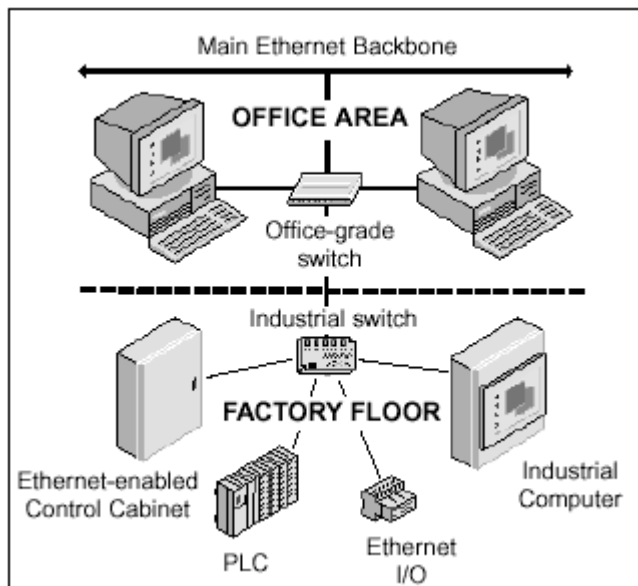 Main Ethernet Backbone
OFFICE AREA
Office-grade
switch
Industrial switch
FACTORY FLOOR
Ethernet-enabled
Control Cabinet
PLC
Ethernet
I/O
Industrial
Computer